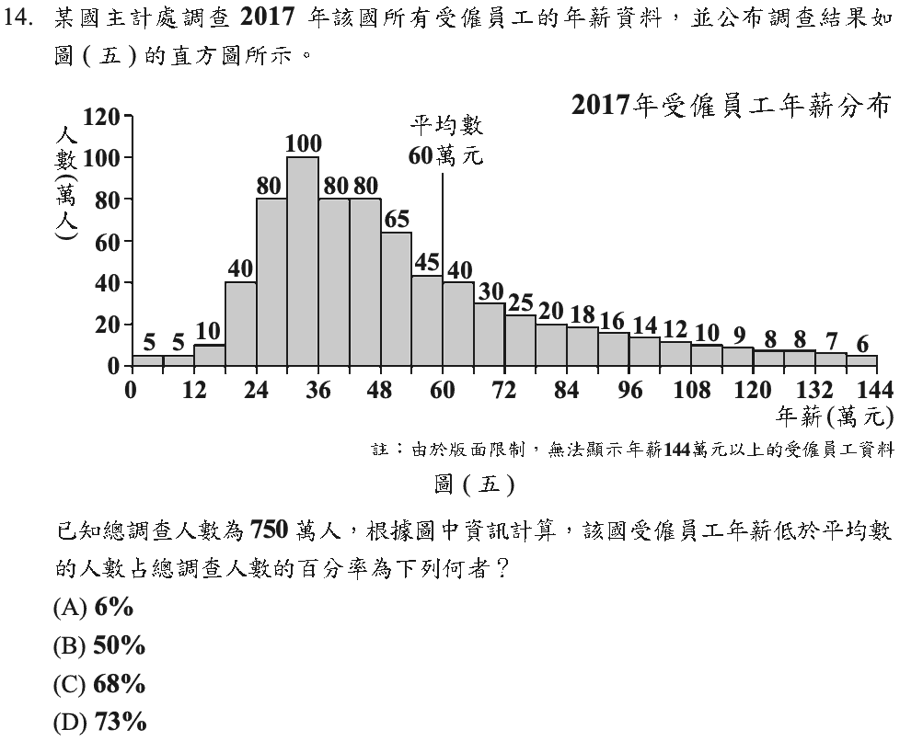 14. 某國主計處調查 2017 年該國所有受僱員工的年薪資料，並公布調查結果如
圖(五)的直方圖所示。
2017年受僱員工年薪分布
人數(萬人)
平均數
60萬元
120
100
80
60
40
20
0
5 5 10 40 80 100 80 80 65 45 40 30 25 20 18 16 14 12 10 9 8 8 7 6
0 12 24 36 48 60 72 84 96 108 120 132 144
年薪(萬元)
註：由於版面限制，無法顯示年薪144萬元以上的受僱員工資料
圖(五)
已知總調查人數為 750 萬人，根據圖中資訊計算，該國受僱員工年薪低於平均數
的人數占總調查人數的百分率為下列何者？
(A) 6%
(B) 50%
(C) 68%
(D) 73%